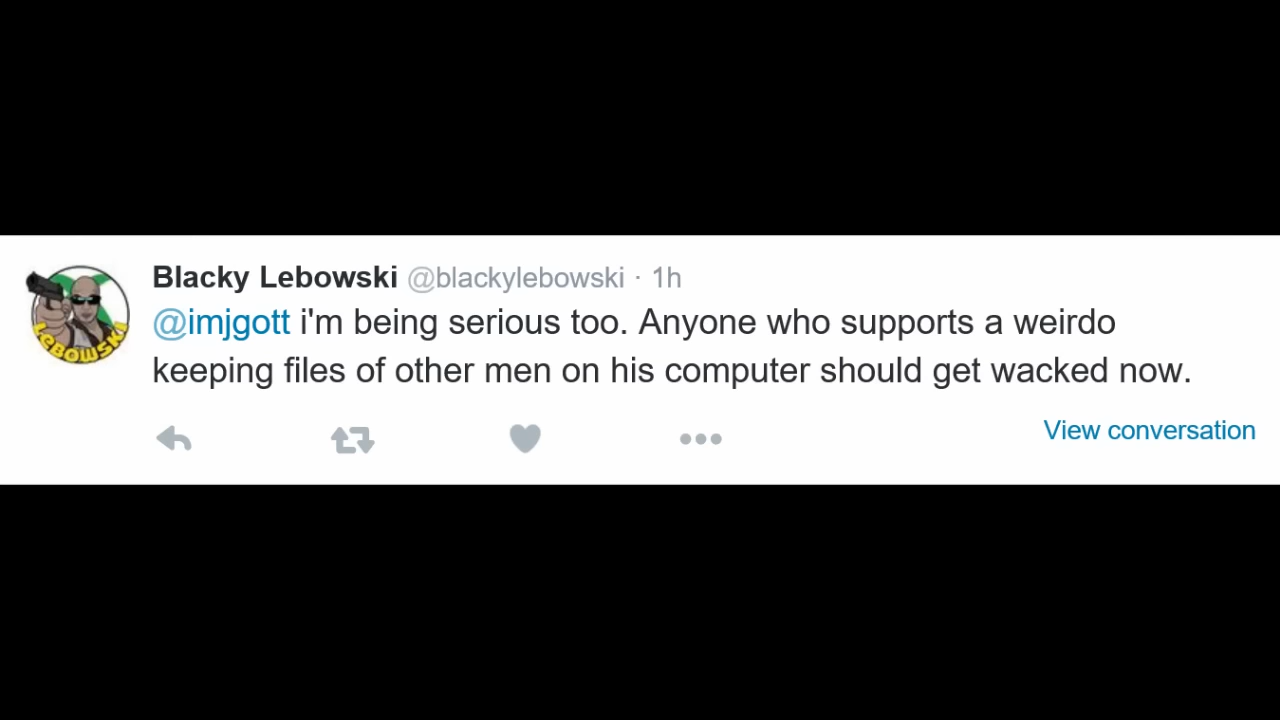 Blacky Lebowski @blackylebowski · 1h
@imjgott i'm being serious too. Anyone who supports a weirdo
keeping files of other men on his computer should get wacked now.
View conversation
LEBOWSKI